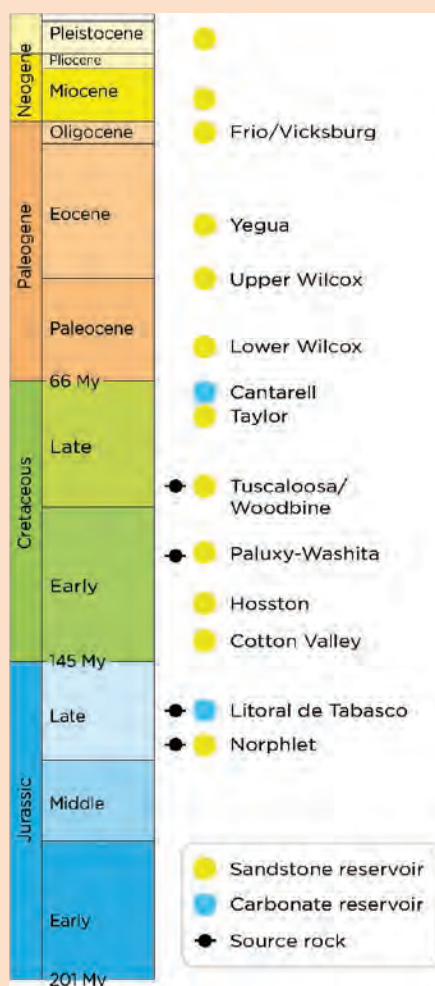 Neogene
Paleogene
Cretaceous
Jurassic
Pleistocene
Pliocene
Miocene
Oligocene
Eocene
Paleocene
66 My
Late
Early
145 My
Late
Middle
Early
201 My
Frio/Vicksburg
Yegua
Upper Wilcox
Lower Wilcox
Cantarell
Taylor
Tuscaloosa/
Woodbine
Paluxy-Washita
Hosston
Cotton Valley
Litoral de Tabasco
Norphlet
Sandstone reservoir
Carbonate reservoir
Source rock